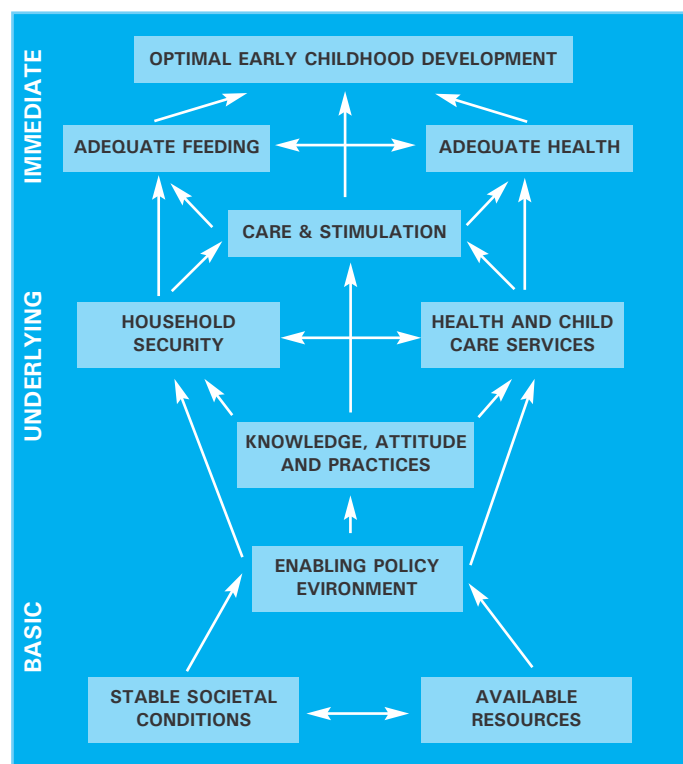 IMMEDIATE
OPTIMAL EARLY CHILDHOOD DEVELOPMENT
ADEQUATE FEEDING
ADEQUATE HEALTH
CARE & STIMULATION
UNDERLYING
HOUSEHOLD
SECURITY
HEALTH AND CHILD
CARE SERVICES
KNOWLEDGE, ATTITUDE
AND PRACTICES
BASIC
ENABLING POLICY
EVIRONMENT
STABLE SOCIETAL
CONDITIONS
AVAILABLE
RESOURCES